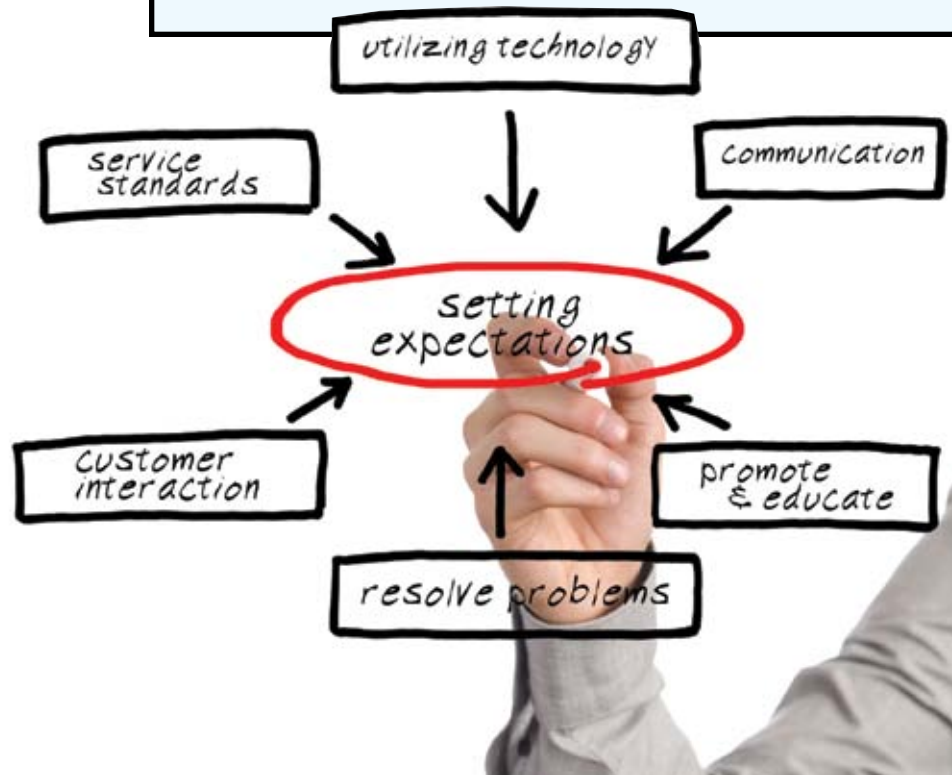 utilizing technology
service
standards
communication
setting
expectations
customer
interaction
promote
& educate
resolve problems